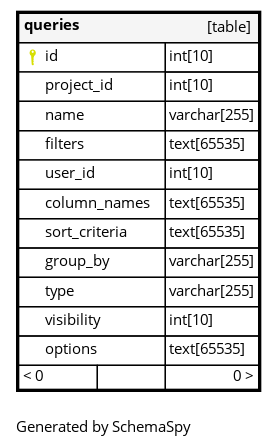 queries [table]
id int[10]
project_id int[10]
name varchar[255]
filters text[65535]
user_id int[10]
column_names text[65535]
sort_criteria text[65535]
group_by varchar[255]
type varchar[255]
visibility int[10]
options text[65535]
< 0 0 >
Generated by SchemaSpy